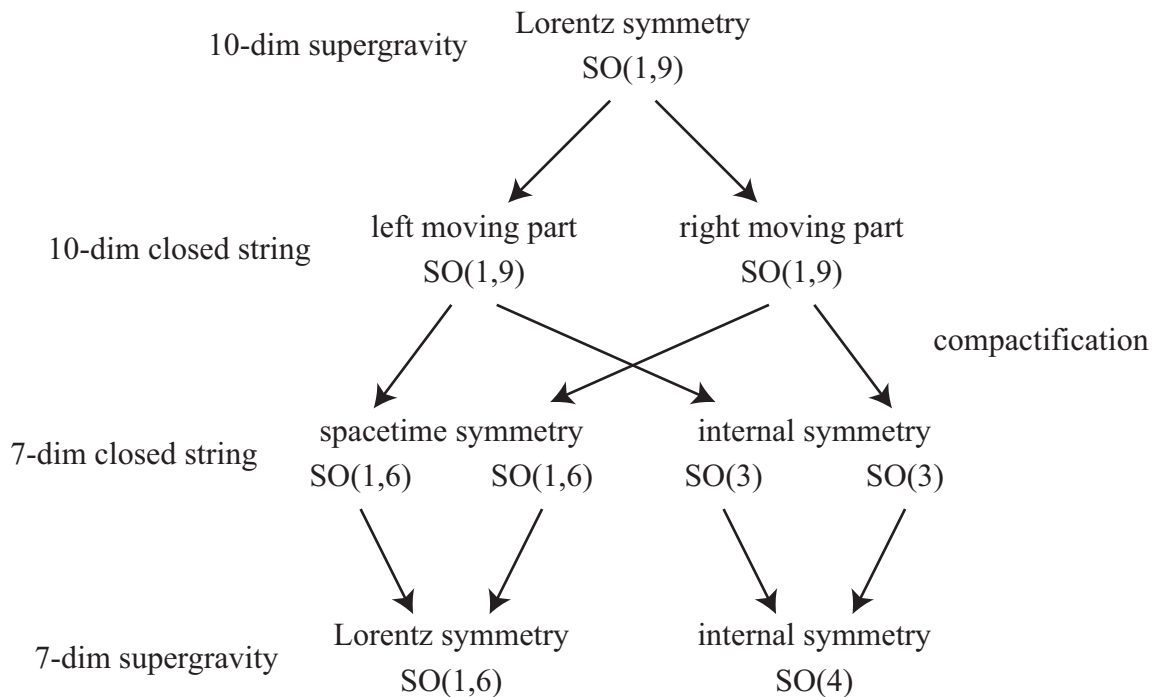 Lorentz symmetry
10-dim supergravity
SO(1,9)
left moving part right moving part
10-dim closed string
SO(1,9) SO(1,9)
compactification
spacetime symmetry internal symmetry
7-dim closed string
SO(1,6) SO(1,6) SO(3) SO(3)
Lorentz symmetry internal symmetry
7-dim supergravity
SO(1,6) SO(4)